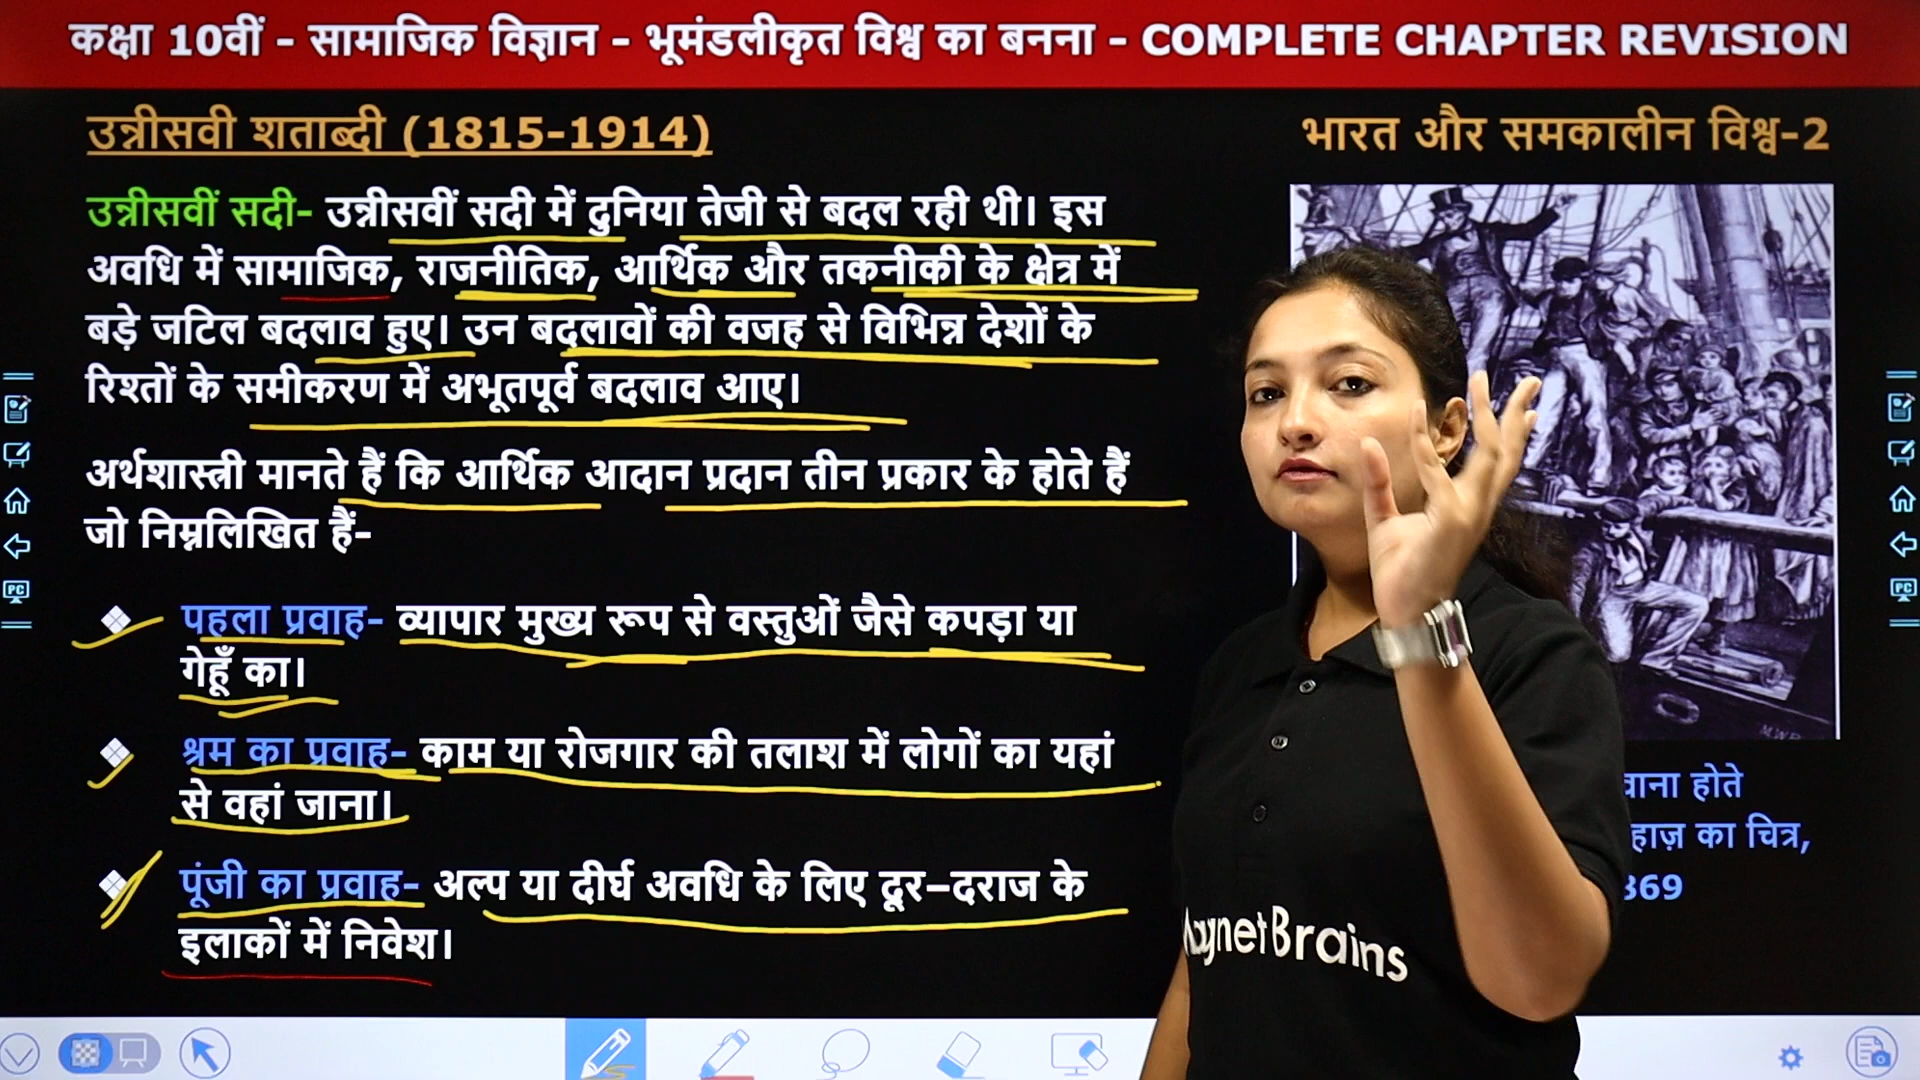 कक्षा 10वीं - सामाजिक विज्ञान - भूमंडलीकृत विश्व का बनना - COMPLETE CHAPTER REVISION
उन्नीसवी शताब्दी (1815-1914)
उन्नीसवीं सदी- उन्नीसवीं सदी में दुनिया तेजी से बदल रही थी। इस
अवधि में सामाजिक, राजनीतिक, आर्थिक और तकनीकी के क्षेत्र में
बड़े जटिल बदलाव हुए। उन बदलावों की वजह से विभिन्न देशों के
रिश्तों के समीकरण में अभूतपूर्व बदलाव आए।
अर्थशास्त्री मानते हैं कि आर्थिक आदान प्रदान तीन प्रकार के होते हैं
जो निम्नलिखित हैं-
पहला प्रवाह- व्यापार मुख्य रूप से वस्तुओं जैसे कपड़ा या
गेहूँ का।
श्रम का प्रवाह- काम या रोजगार की तलाश में लोगों का यहां
से वहां जाना।
पूंजी का प्रवाह- अल्प या दीर्घ अवधि के लिए दूर–दराज के
इलाकों में निवेश।
भारत और समकालीन विश्व-2
होते
का चित्र,
MagnetBrains
PC
PC